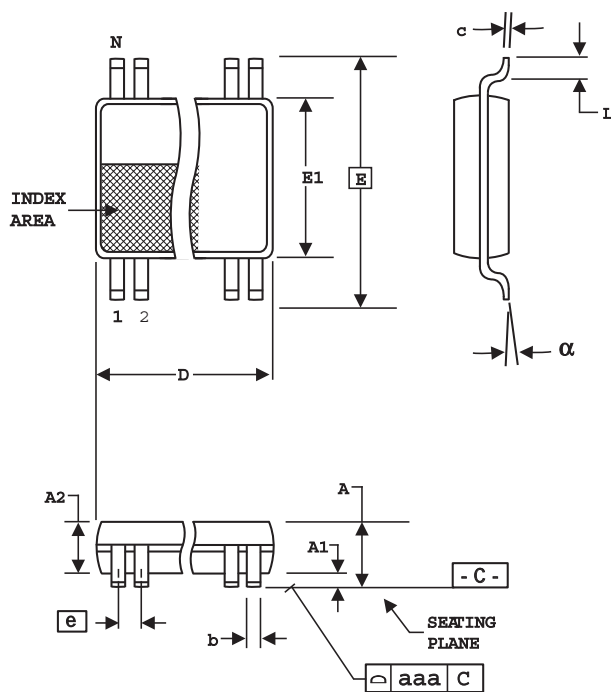 N
c
L
E1
E
INDEX
AREA
1 2
α
D
A2
A
A1
-C-
e
b
SEATING
PLANE
aaa C